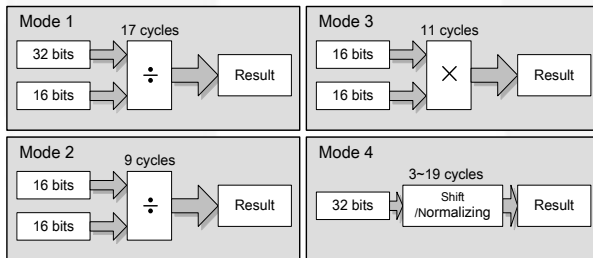 Mode 1
17 cycles
32 bits
16 bits
÷
Result
Mode 3
11 cycles
16 bits
16 bits
×
Result
Mode 2
9 cycles
16 bits
16 bits
÷
Result
Mode 4
3~19 cycles
32 bits
Shift
/Normalizing
Result